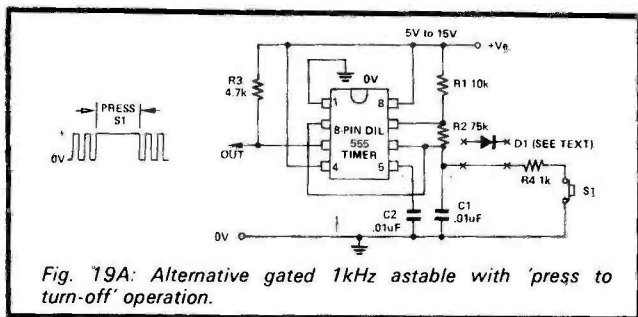 5V to 15V
+Ve
R3
4.7k
0V
R1 10k
PRESS
S1
1
8
8-PIN DIL
555
TIMER
R2 75k
D1 (SEE TEXT)
+
0V
OUT
4
5
R4 1k
S1
C2
.01uF
C1
.01uF
0V
Fig. 19A: Alternative gated 1kHz astable with 'press to
turn-off' operation.